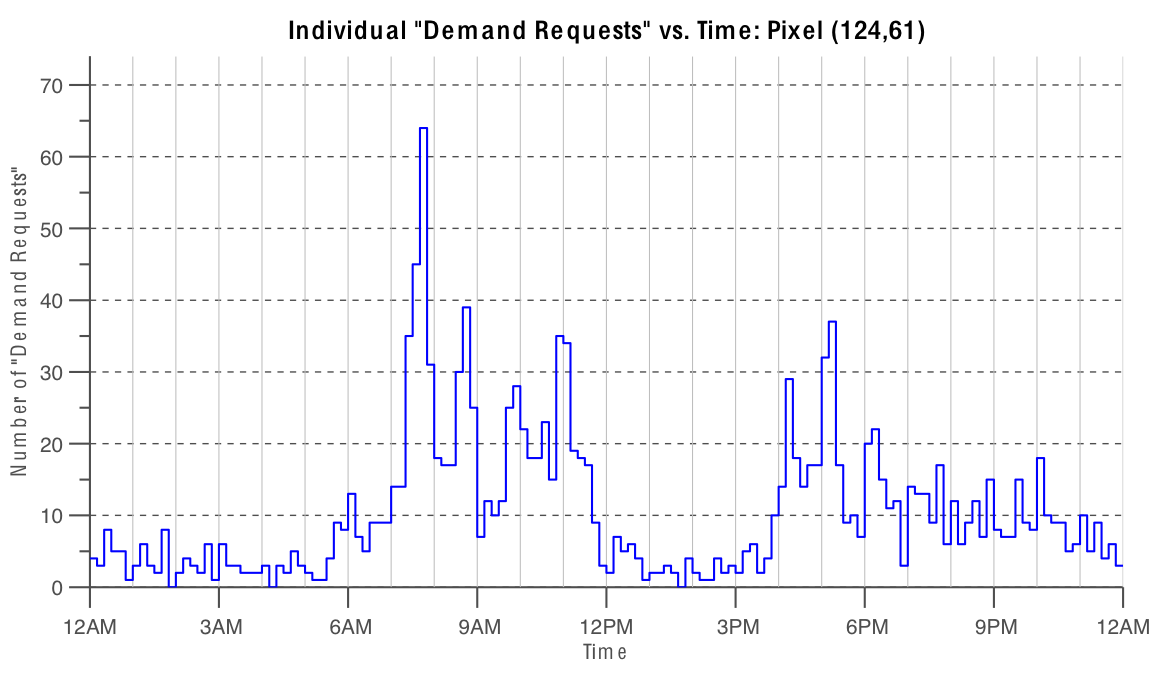 Individual "Demand Requests" vs. Time: Pixel (124,61)
Number of "Demand Requests"
70
60
50
40
30
20
10
0
12AM 3AM 6AM 9AM 12PM 3PM 6PM 9PM 12AM
Time